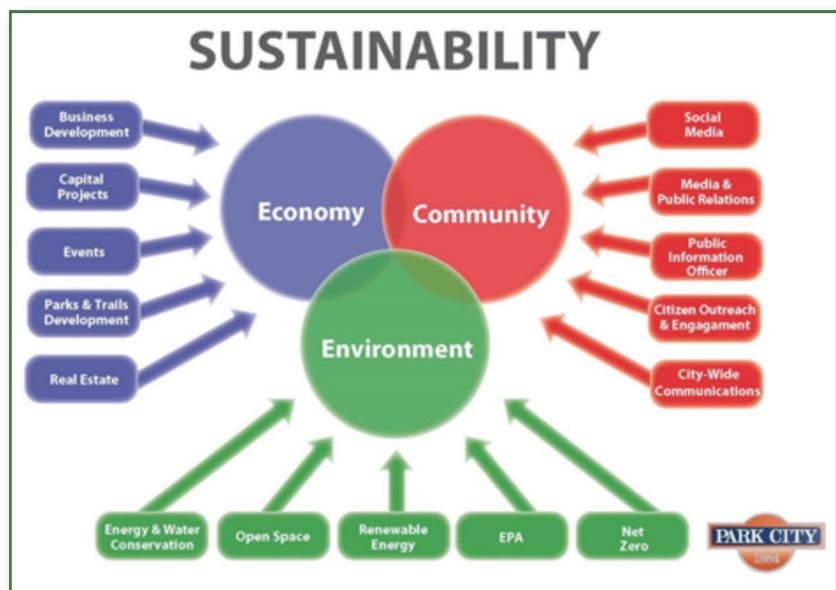 SUSTAINABILITY
Business
Development
Capital
Projects
Events
Parks & Trails
Development
Real Estate
Economy
Community
Environment
Social
Media
Media &
Public Relations
Public
Information
Officer
Citizen Outreach
& Engagament
City-Wide
Communications
Energy & Water
Conservation
Open Space
Renewable
Energy
EPA
Net
Zero
PARK CITY
1884